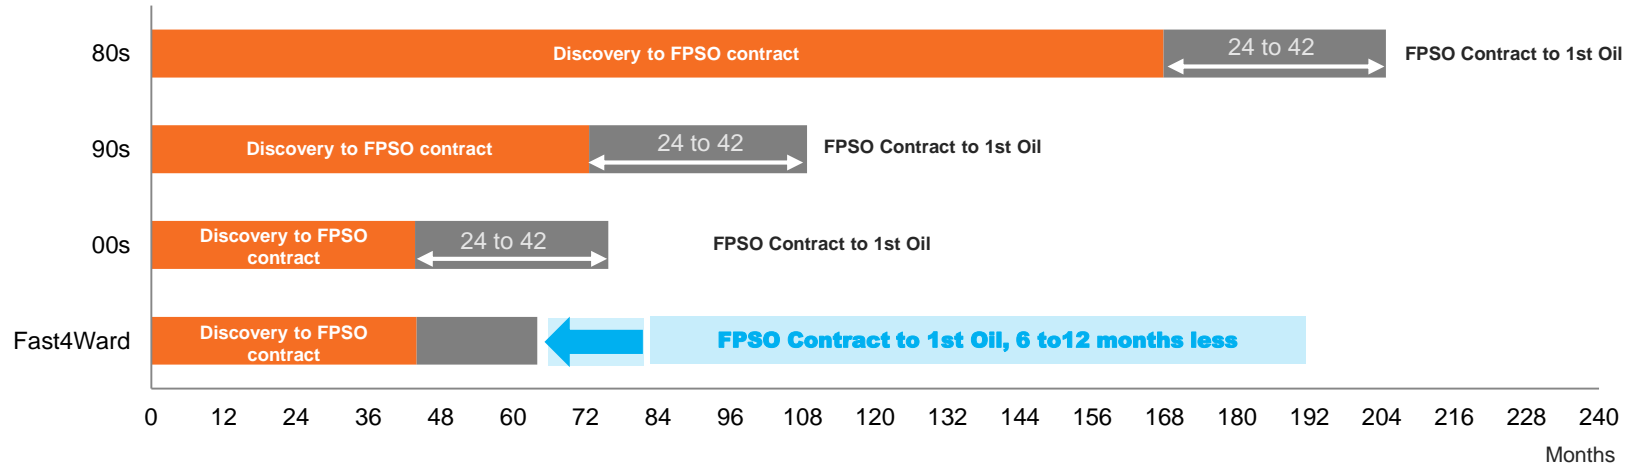 80s
Discovery to FPSO contract
24 to 42
FPSO Contract to 1st Oil
90s
Discovery to FPSO contract
24 to 42
FPSO Contract to 1st Oil
00s
Discovery to FPSO
contract
24 to 42
FPSO Contract to 1st Oil
Fast4Ward
Discovery to FPSO
contract
FPSO Contract to 1st Oil, 6 to12 months less
0 12 24 36 48 60 72 84 96 108 120 132 144 156 168 180 192 204 216 228 240
Months